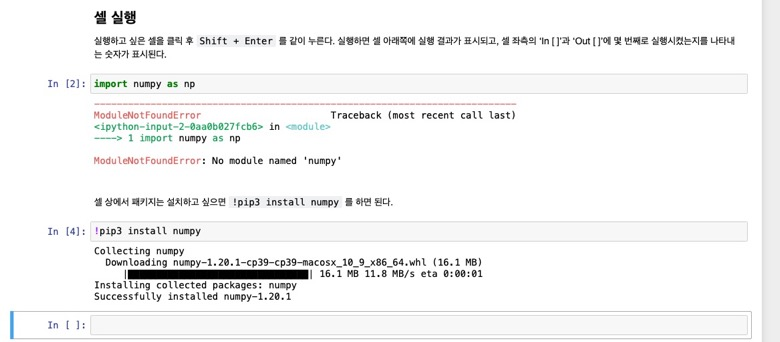 셀 실행
실행하고 싶은 셀을 클릭 후 Shift + Enter 를 같이 누른다. 실행하면 셀 아래쪽에 실행 결과가 표시되고, 셀 좌측의 'In [ ]'과 'Out [ ]'에 몇 번째로 실행시켰는지를 나타내
는 숫자가 표시된다.
In [2]: import numpy as np
ModuleNotFoundError Traceback (most recent call last)
<ipython-input-2-0aa0b027fcb6> in <module>
----> 1 import numpy as np
ModuleNotFoundError: No module named 'numpy'
셀 상에서 패키지는 설치하고 싶으면 !pip3 install numpy 를 하면 된다.
In [4]: !pip3 install numpy
Collecting numpy
Downloading numpy-1.20.1-cp39-cp39-macosx_10_9_x86_64.whl (16.1 MB)
| | 16.1 MB 11.8 MB/s eta 0:00:01
Installing collected packages: numpy
Successfully installed numpy-1.20.1
In [ ]: